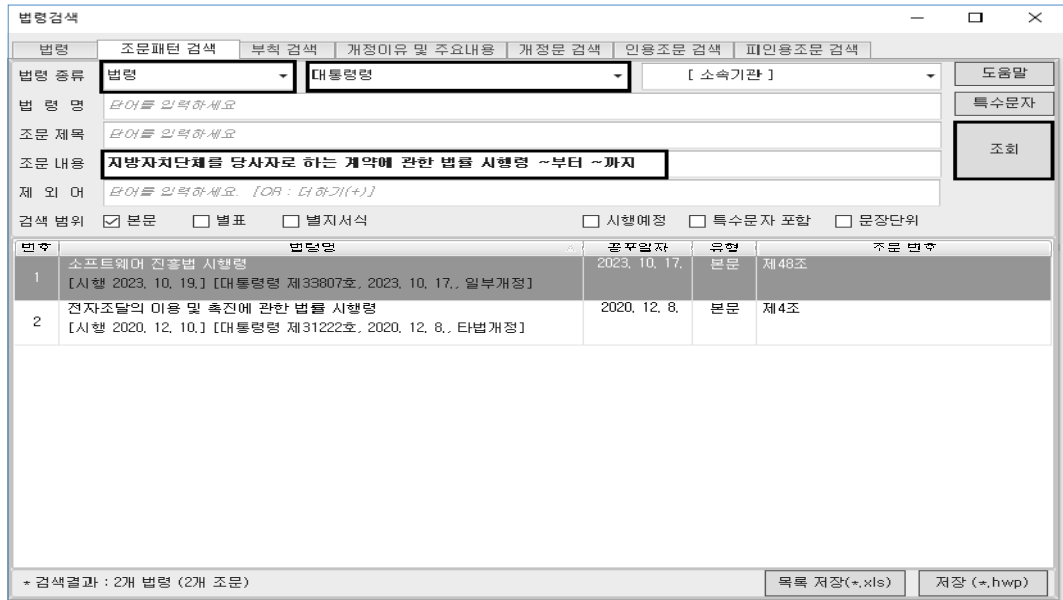 법령검색
법령 조문패턴 검색 부칙 검색 개정이유 및 주요내용 개정문 검색 인용조문 검색 피인용조문 검색
법령 종류 법령 대통령령 [ 소속기관 ] 도움말
법 령 명 단어를 입력하세요 특수문자
조문 제목 단어를 입력하세요
조문 내용 지방자치단체를 당사자로 하는 계약에 관한 법률 시행령 ~부터 ~까지 조회
제 외 어 단어를 입력하세요. [OR : 더하기(+)]
검색 범위 본문 별표 별지서식 시행예정 특수문자 포함 문장단위
번호 법령명 공포일자 유형 조문 번호
1 소프트웨어 진흥법 시행령 2023. 10. 17. 본문 제48조
[시행 2023. 10. 19.] [대통령령 제33807호, 2023. 10. 17., 일부개정]
2 전자조달의 이용 및 촉진에 관한 법률 시행령 2020. 12. 8. 본문 제4조
[시행 2020. 12. 10.] [대통령령 제31222호, 2020. 12. 8., 타법개정]
* 검색결과 : 2개 법령 (2개 조문) 목록 저장(*.xls) 저장 (*.hwp)